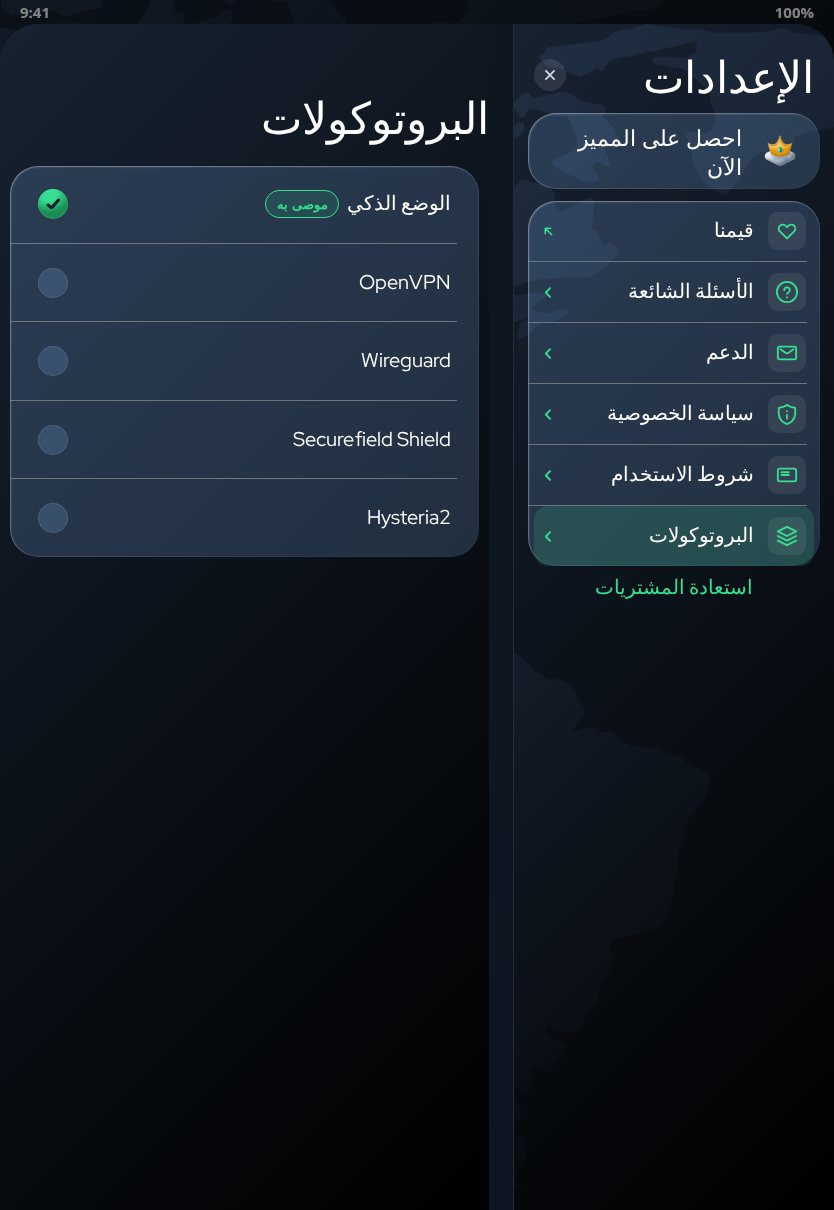 9:41
100%
الإعدادات
احصل على المميز
الآن
قيمنا
الأسئلة الشائعة
الدعم
سياسة الخصوصية
شروط الاستخدام
البروتوكولات
استعادة المشتريات
البروتوكولات
الوضع الذكي موصى به
OpenVPN
Wireguard
Securefield Shield
Hysteria2